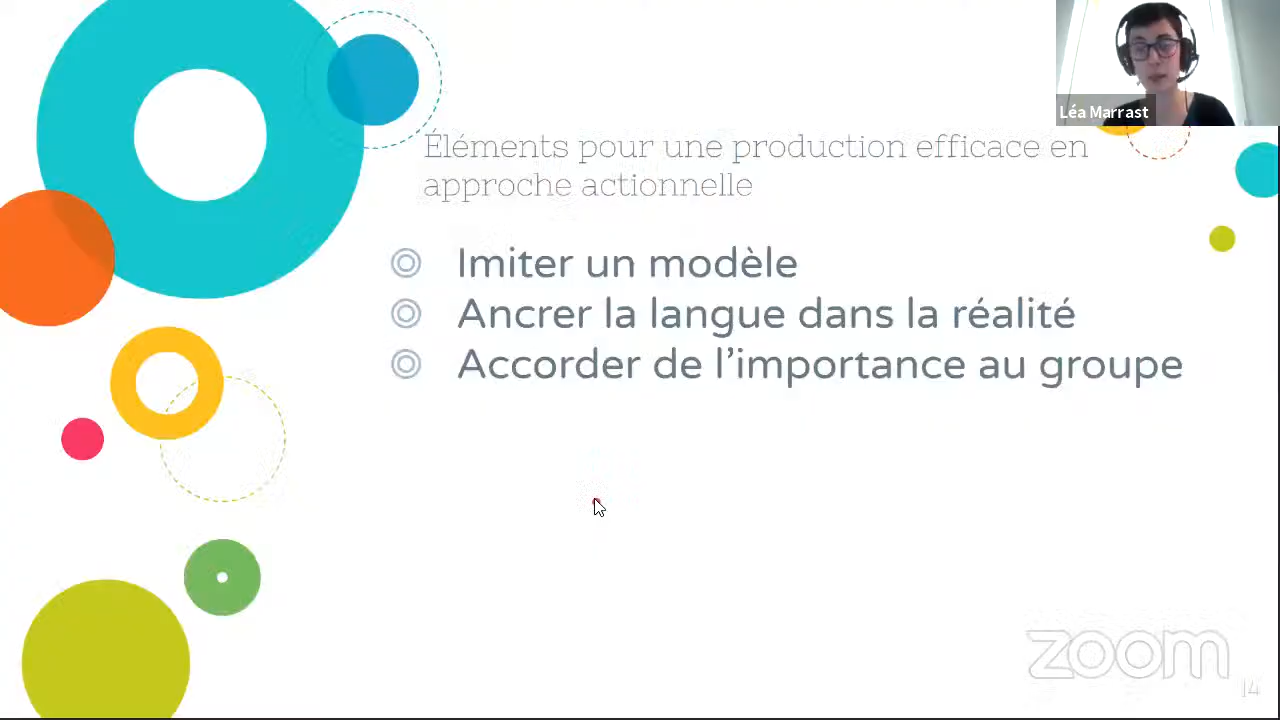 Léa Marrast
Éléments pour une production efficace en
approche actionnelle
Imiter un modèle
Ancrer la langue dans la réalité
Accorder de l'importance au groupe
zoom
14